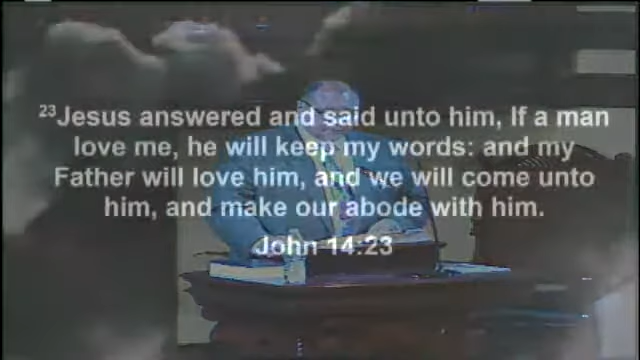 23Jesus answered and said unto him, If a man
love me, he will keep my words: and my
Father will love him, and we will come unto
him, and make our abode with him.
John 14:23